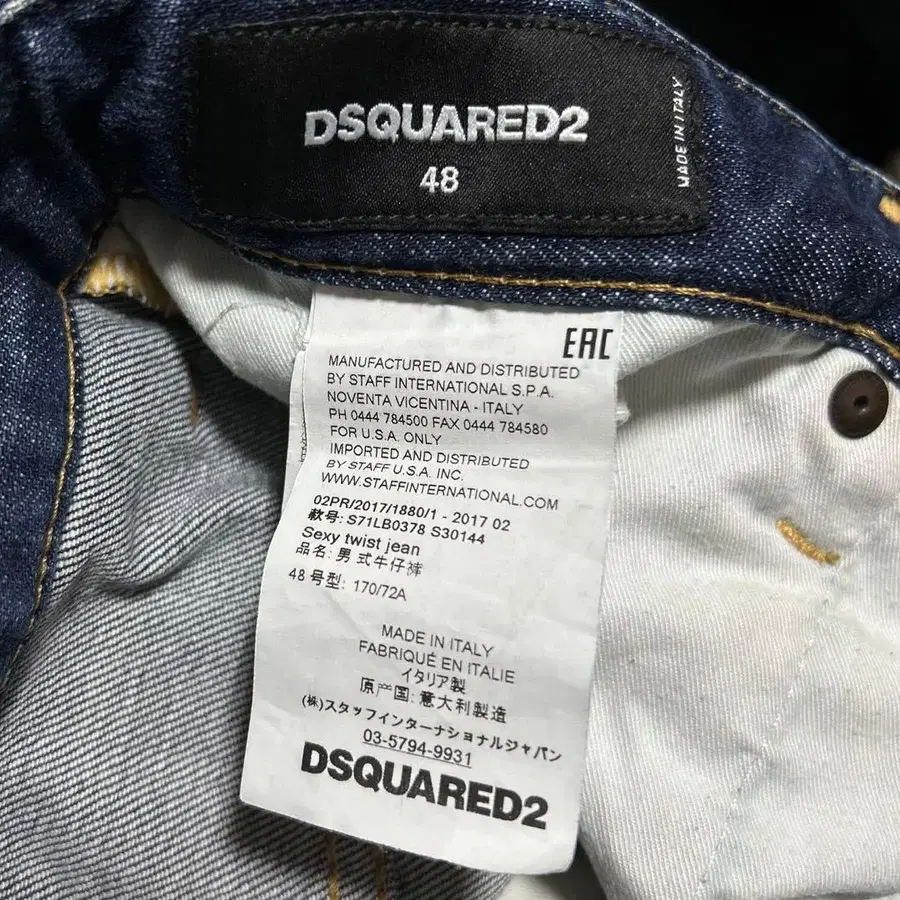 DSQUARED2
48
MADE IN ITALY
EAC
MANUFACTURED AND DISTRIBUTED
BY STAFF INTERNATIONAL S.P.A.
NOVENTA VICENTINA - ITALY
PH 0444 784500 FAX 0444 784580
FOR U.S.A. ONLY
IMPORTED AND DISTRIBUTED
BY STAFF U.S.A. INC.
WWW.STAFFINTERNATIONAL.COM
02PR/2017/1880/1 - 2017 02
款号: S71LB0378 S30144
Sexy twist jean
品名: 男式牛仔裤
48 号型: 170/72A
MADE IN ITALY
FABRIQUÉ EN ITALIE
イタリア製
原产国: 意大利製造
(株)スタッフインターナショナルジャパン
03-5794-9931
DSQUARED2